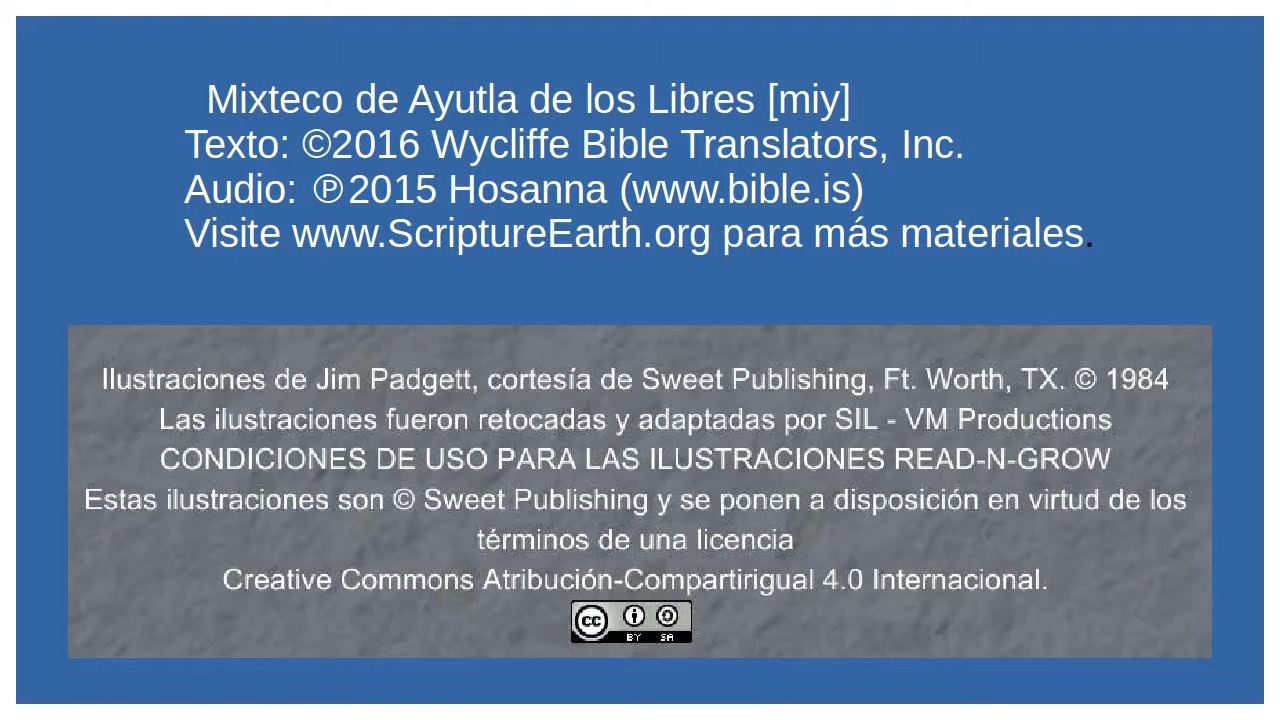 Mixteco de Ayutla de los Libres [miy]
Texto: ©2016 Wycliffe Bible Translators, Inc.
Audio: ℗2015 Hosanna (www.bible.is)
Visite www.ScriptureEarth.org para más materiales.
Ilustraciones de Jim Padgett, cortesía de Sweet Publishing, Ft. Worth, TX. © 1984
Las ilustraciones fueron retocadas y adaptadas por SIL - VM Productions
CONDICIONES DE USO PARA LAS ILUSTRACIONES READ-N-GROW
Estas ilustraciones son © Sweet Publishing y se ponen a disposición en virtud de los
términos de una licencia
Creative Commons Atribución-Compartirigual 4.0 Internacional.
cc
BY SA